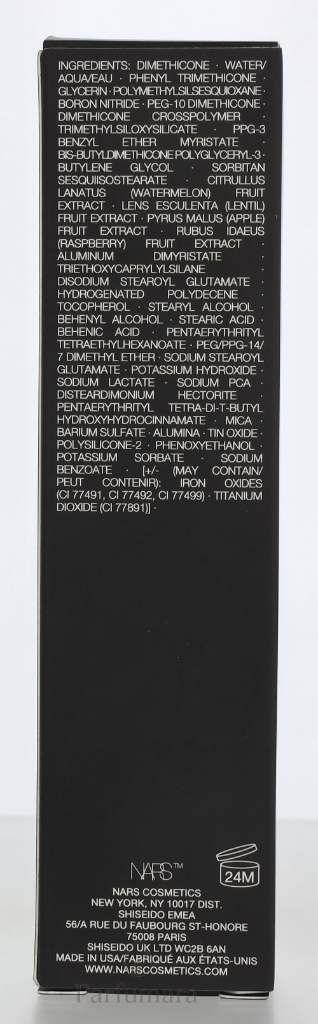 INGREDIENTS: DIMETHICONE · WATER/
AQUA/EAU · PHENYL TRIMETHICONE ·
GLYCERIN · POLYMETHYLSILSESQUIOXANE ·
BORON NITRIDE · PEG-10 DIMETHICONE ·
DIMETHICONE CROSSPOLYMER ·
TRIMETHYLSILOXYSILICATE · PPG-3
BENZYL ETHER MYRISTATE ·
BIS-BUTYLDIMETHICONE POLYGLYCERYL-3 ·
BUTYLENE GLYCOL · SORBITAN
SESQUIISOSTEARATE · CITRULLUS
LANATUS (WATERMELON) FRUIT
EXTRACT · LENS ESCULENTA (LENTIL)
FRUIT EXTRACT · PYRUS MALUS (APPLE)
FRUIT EXTRACT · RUBUS IDAEUS
(RASPBERRY) FRUIT EXTRACT ·
ALUMINUM DIMYRISTATE ·
TRIETHOXYCAPRYLYLSILANE ·
DISODIUM STEAROYL GLUTAMATE ·
HYDROGENATED POLYDECENE ·
TOCOPHEROL · STEARYL ALCOHOL ·
BEHENYL ALCOHOL · STEARIC ACID ·
BEHENIC ACID · PENTAERYTHRITYL
TETRAETHYLHEXANOATE · PEG/PPG-14/
7 DIMETHYL ETHER · SODIUM STEAROYL
GLUTAMATE · POTASSIUM HYDROXIDE ·
SODIUM LACTATE · SODIUM PCA ·
DISTEARDIMONIUM HECTORITE ·
PENTAERYTHRITYL TETRA-DI-T-BUTYL
HYDROXYHYDROCINNAMATE · MICA ·
BARIUM SULFATE · ALUMINA · TIN OXIDE ·
POLYSILICONE-2 · PHENOXYETHANOL ·
POTASSIUM SORBATE · SODIUM
BENZOATE · [+/- (MAY CONTAIN/
PEUT CONTENIR): IRON OXIDES
(CI 77491, CI 77492, CI 77499) · TITANIUM
DIOXIDE (CI 77891)] ·
NARS™
24M
NARS COSMETICS
NEW YORK, NY 10017 DIST.
SHISEIDO EMEA
56/A RUE DU FAUBOURG ST-HONORE
75008 PARIS
SHISEIDO UK LTD WC2B 6AN
MADE IN USA/FABRIQUÉ AUX ÉTATS-UNIS
WWW.NARSCOSMETICS.COM
Parfumara